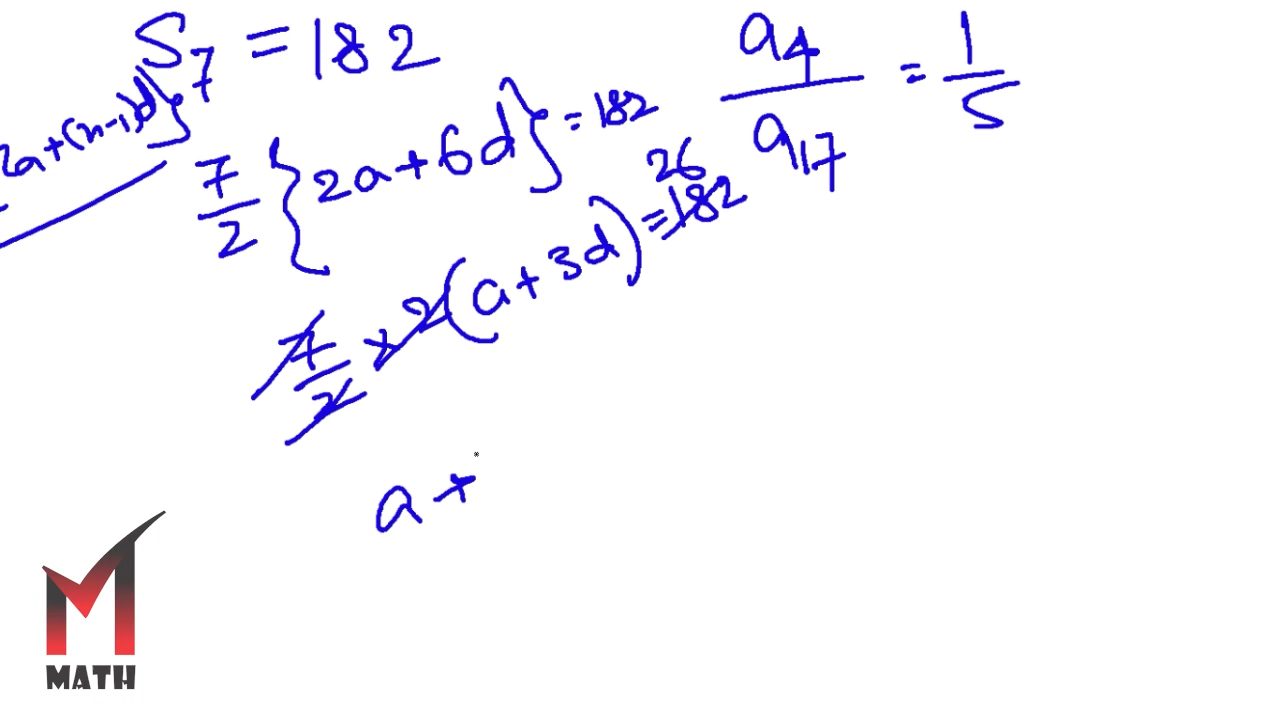 S₇ = 182
2a+(n-1)d}
7/2 {2a+6d} = 182
a₄/a₁₇ = 1/5
26
7/2 × 2(a+3d) = 182
a +
MATH